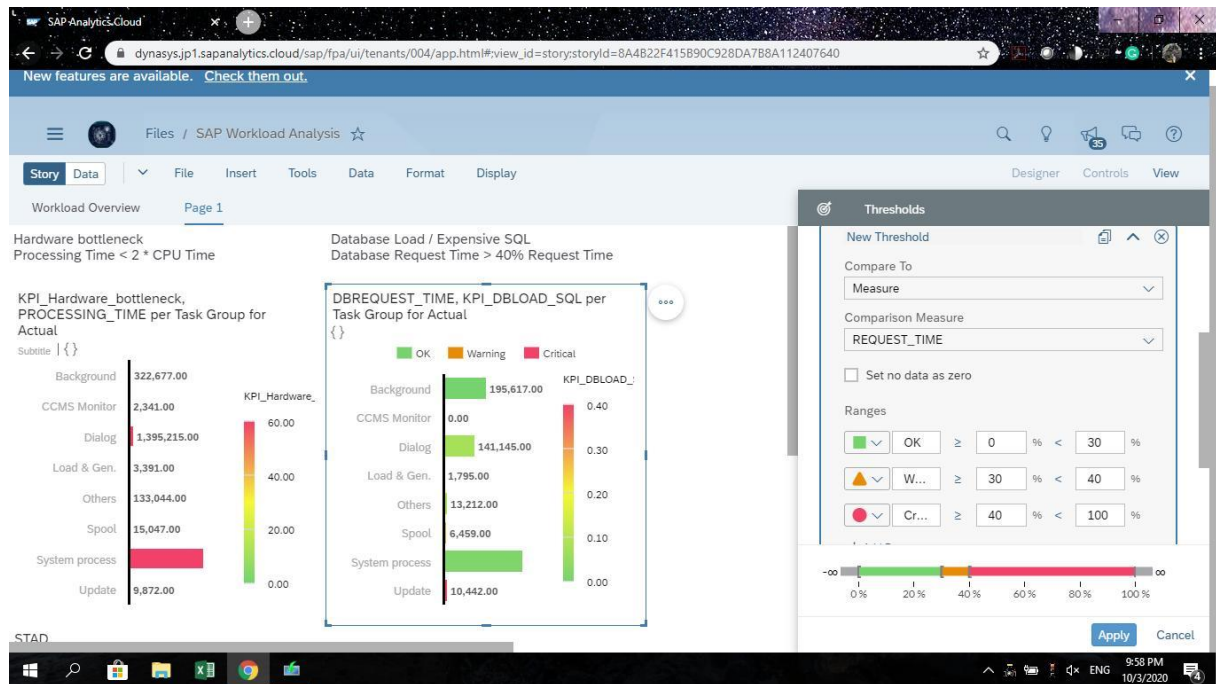 SAP Analytics Cloud
dynasys.jp1.sapanalytics.cloud/sap/fpa/ui/tenants/004/app.html#;view_id=story;storyId=8A4B22F415B90C928DA7B8A112407640
New features are available. Check them out.
Files / SAP Workload Analysis
35
Story Data File Insert Tools Data Format Display Designer Controls View
Workload Overview Page 1
Thresholds
Hardware bottleneck
Processing Time < 2 * CPU Time
Database Load / Expensive SQL
Database Request Time > 40% Request Time
KPI_Hardware_bottleneck,
PROCESSING_TIME per Task Group for
Actual
Subtitle | { }
Background 322,677.00
CCMS Monitor 2,341.00
Dialog 1,395,215.00
Load & Gen. 3,391.00
Others 133,044.00
Spool 15,047.00
System process
Update 9,872.00
KPI_Hardware_
60.00
40.00
20.00
0.00
DBREQUEST_TIME, KPI_DBLOAD_SQL per
Task Group for Actual
{ }
OK Warning Critical
Background 195,617.00
CCMS Monitor 0.00
Dialog 141,145.00
Load & Gen. 1,795.00
Others 13,212.00
Spool 6,459.00
System process
Update 10,442.00
KPI_DBLOAD_
0.40
0.30
0.20
0.10
0.00
New Threshold
Compare To
Measure
Comparison Measure
REQUEST_TIME
Set no data as zero
Ranges
OK ≥ 0 % < 30 %
W... ≥ 30 % < 40 %
Cr... ≥ 40 % < 100 %
-∞ ∞
0% 20% 40% 60% 80% 100%
Apply Cancel
STAD
ENG
9:58 PM
10/3/2020
4